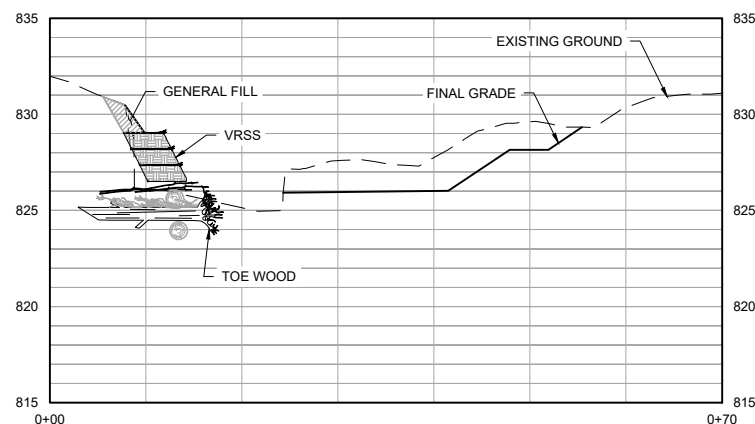 835
835
EXISTING GROUND
GENERAL FILL
FINAL GRADE
830
830
VRSS
825
825
TOE WOOD
820
820
815
815
0+00
0+70